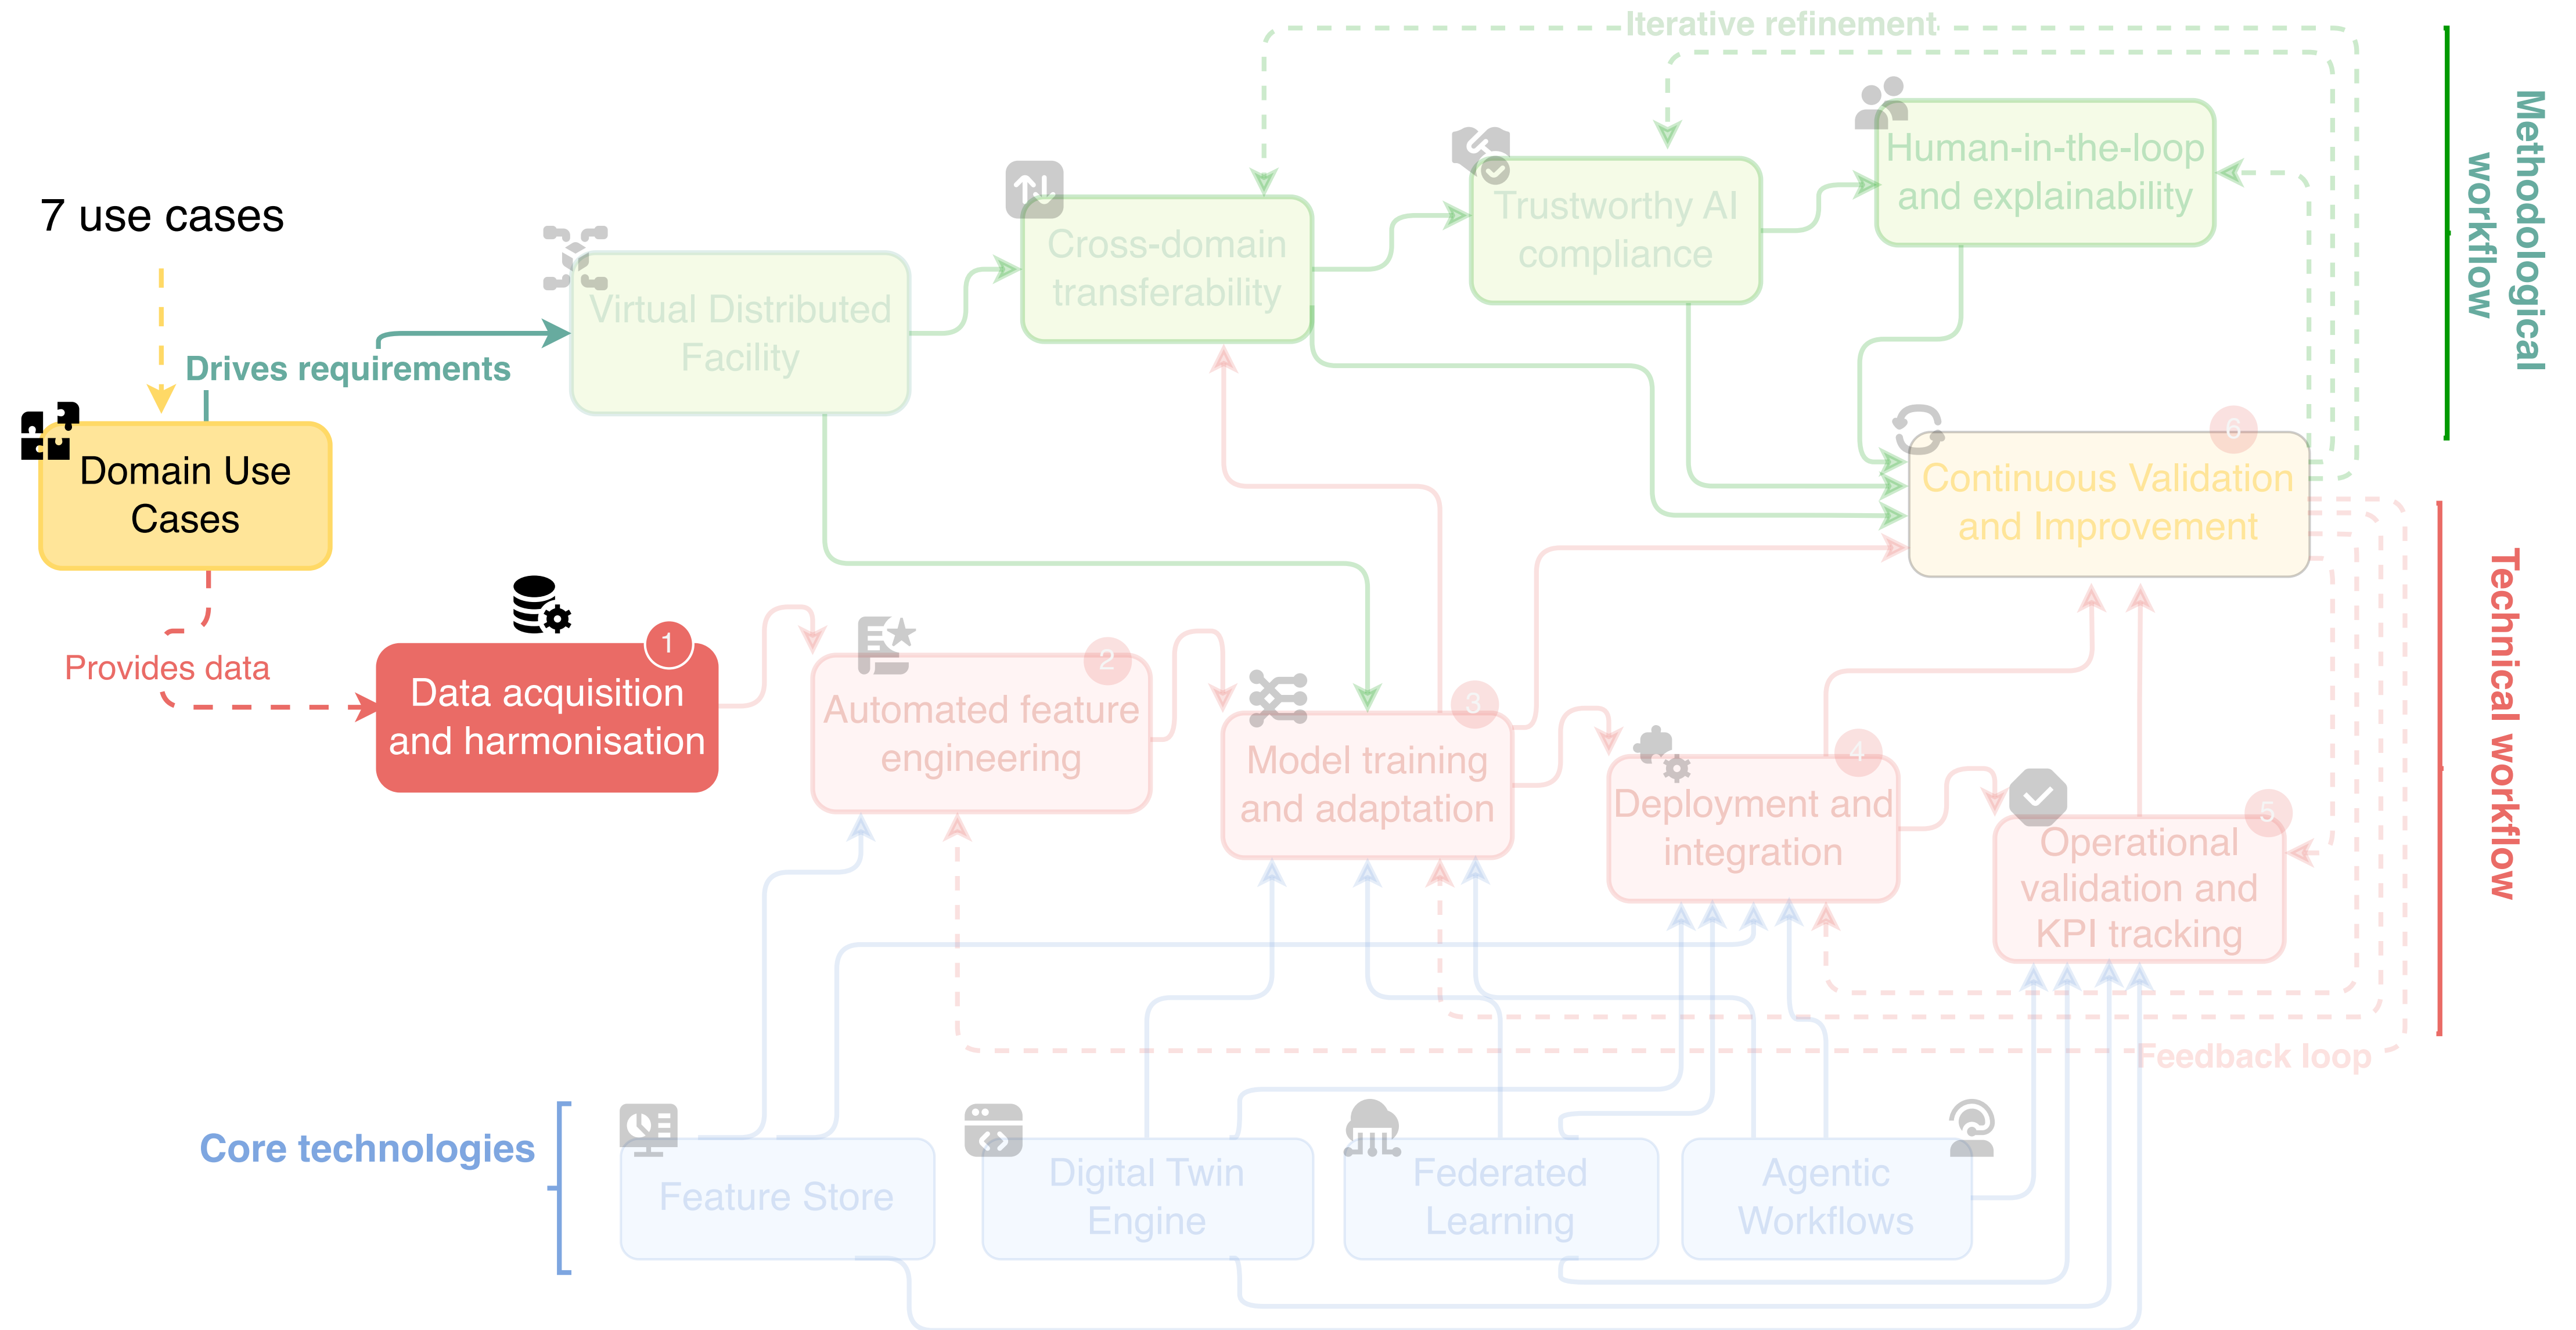 Iterative refinement
Methodological
workflow
Human-in-the-loop
and explainability
Trustworthy AI
compliance
7 use cases
Cross-domain
transferability
Virtual Distributed
Facility
Drives requirements
6
Domain Use
Cases
Continuous Validation
and Improvement
Technical workflow
1
Provides data
Data acquisition
and harmonisation
2
Automated feature
engineering
3
Model training
and adaptation
4
Deployment and
integration
5
Operational
validation and
KPI tracking
Feedback loop
Core technologies
Feature Store
Digital Twin
Engine
Federated
Learning
Agentic
Workflows